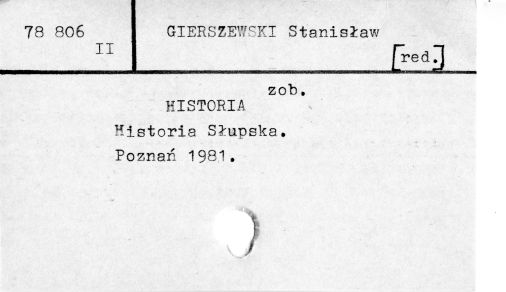 78 806
II
GIERSZEWSKI Stanisław
[red.]
zob.
HISTORIA
Historia Słupska.
Poznań 1981.